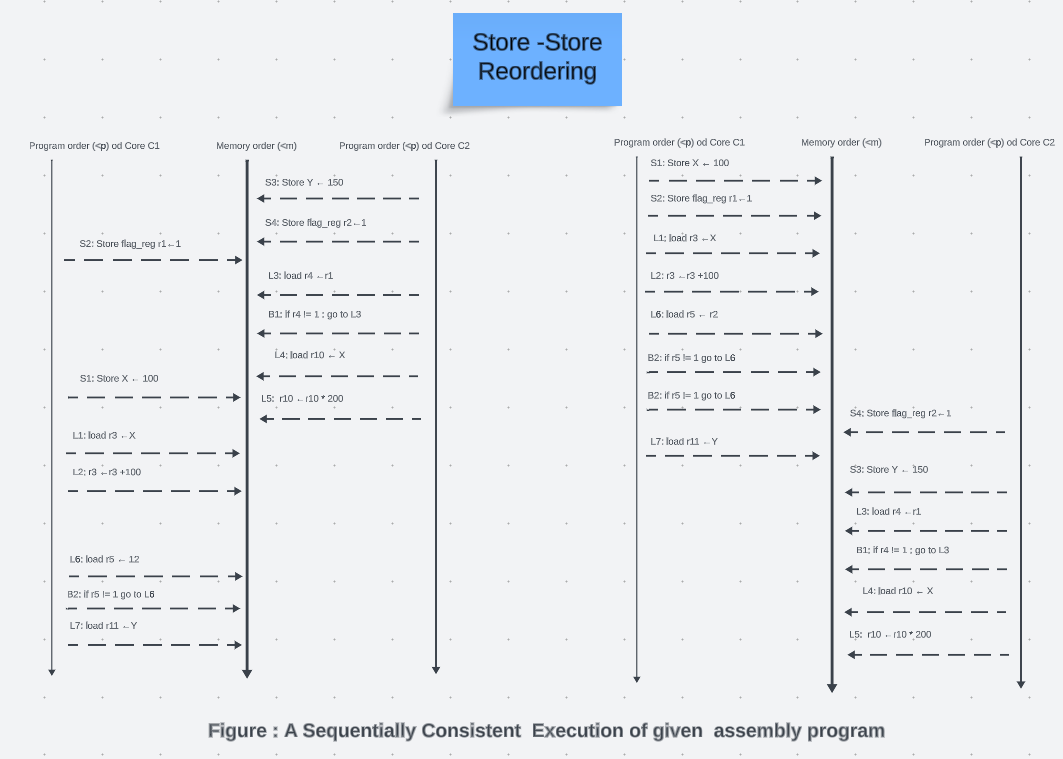 Store -Store
Reordering
Program order (<p) od Core C1
Memory order (<m)
Program order (<p) od Core C2
S3: Store Y ← 150
S4: Store flag_reg r2←1
S2: Store flag_reg r1←1
L3: load r4 ←r1
B1: if r4 != 1 : go to L3
L4: load r10 ← X
S1: Store X ← 100
L5: r10 ←r10 * 200
L1: load r3 ←X
L2: r3 ←r3 +100
L6: load r5 ← 12
B2: if r5 != 1 go to L6
L7: load r11 ←Y
Program order (<p) od Core C1
Memory order (<m)
Program order (<p) od Core C2
S1: Store X ← 100
S2: Store flag_reg r1←1
L1: load r3 ←X
L2: r3 ←r3 +100
L6: load r5 ← r2
B2: if r5 != 1 go to L6
B2: if r5 != 1 go to L6
S4: Store flag_reg r2←1
L7: load r11 ←Y
S3: Store Y ← 150
L3: load r4 ←r1
B1: if r4 != 1 : go to L3
L4: load r10 ← X
L5: r10 ←r10 * 200
Figure : A Sequentially Consistent Execution of given assembly program